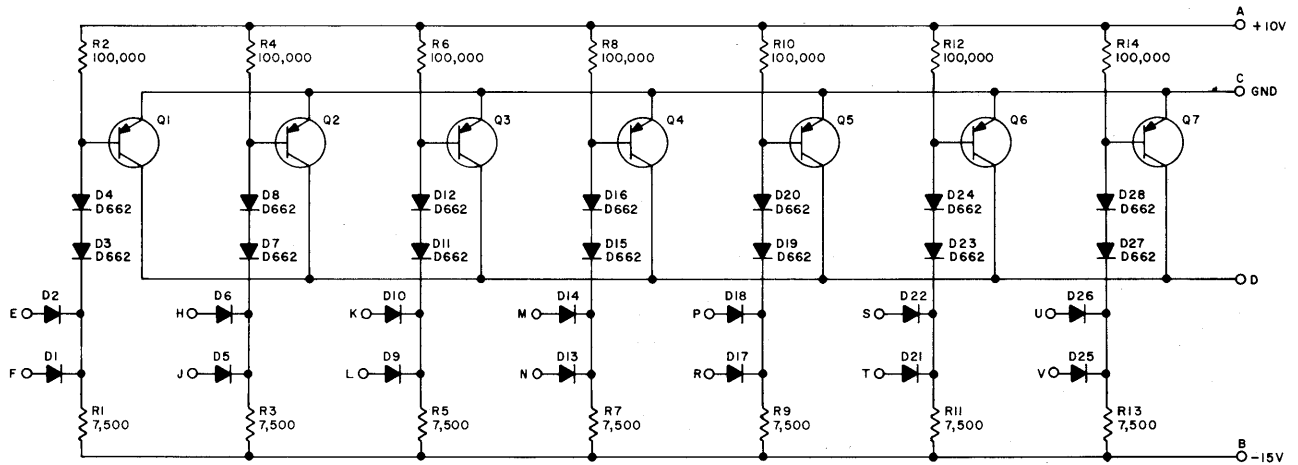 A
+10V
R2
100,000
R4
100,000
R6
100,000
R8
100,000
R10
100,000
R12
100,000
R14
100,000
C
GND
Q1
Q2
Q3
Q4
Q5
Q6
Q7
D4
D662
D8
D662
D12
D662
D16
D662
D20
D662
D24
D662
D28
D662
D3
D662
D7
D662
D11
D662
D15
D662
D19
D662
D23
D662
D27
D662
D
D2
E
D6
H
D10
K
D14
M
D18
P
D22
S
D26
U
D1
F
D5
J
D9
L
D13
N
D17
R
D21
T
D25
V
R1
7,500
R3
7,500
R5
7,500
R7
7,500
R9
7,500
R11
7,500
R13
7,500
B
-15V